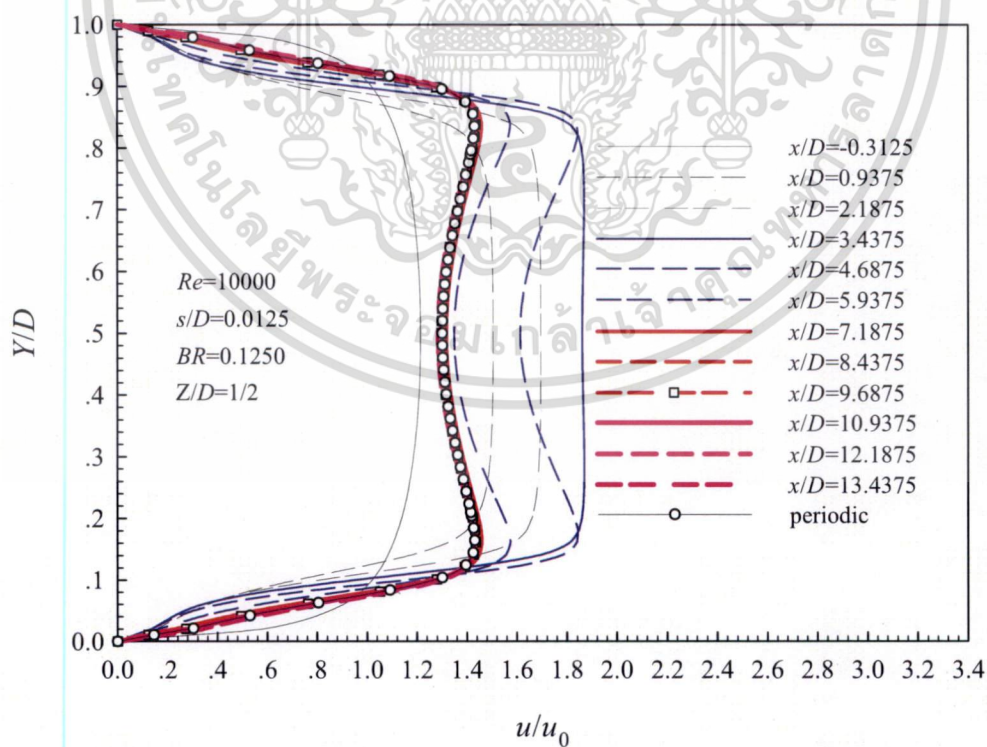 1.0
.9
.8
.7
.6
.5
.4
.3
.2
.1
0.0
Y/D
Re=10000
s/D=0.0125
BR=0.1250
Z/D=1/2
x/D=-0.3125
x/D=0.9375
x/D=2.1875
x/D=3.4375
x/D=4.6875
x/D=5.9375
x/D=7.1875
x/D=8.4375
x/D=9.6875
x/D=10.9375
x/D=12.1875
x/D=13.4375
periodic
0.0 .2 .4 .6 .8 1.0 1.2 1.4 1.6 1.8 2.0 2.2 2.4 2.6 2.8 3.0 3.2 3.4
u/u₀